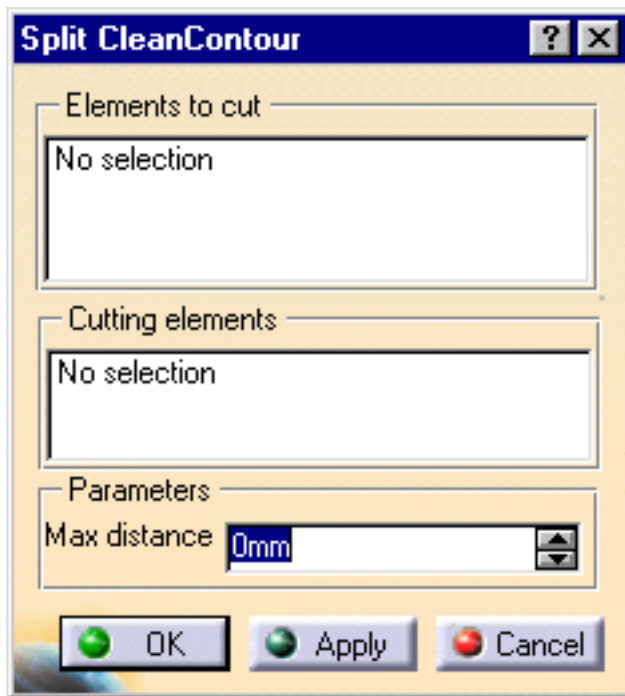 Split CleanContour
Elements to cut
No selection
Cutting elements
No selection
Parameters
Max distance 0mm
OK Apply Cancel